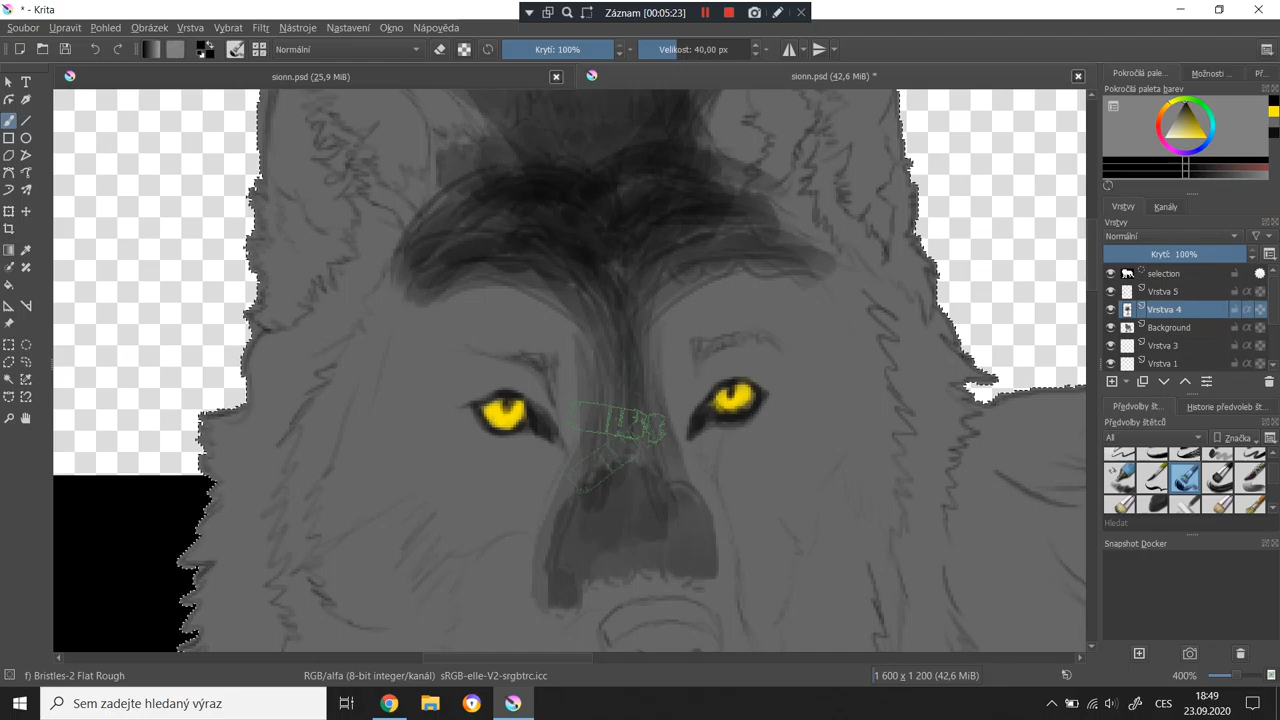 * - Krita
Záznam [00:05:23]
Soubor Upravit Pohled Obrázek Vrstva Vybrat Filtr Nástroje Nastavení Okno Nápověda
Normální Krytí: 100% Velikost: 40,00 px
sionn.psd (25,9 MiB) sionn.psd (42,6 MiB) *
Pokročilá pale... Možnosti ... Př...
Pokročilá paleta barev
Vrstvy Kanály
Vrstvy
Normální
Krytí: 100%
selection
Vrstva 5
Vrstva 4
Background
Vrstva 3
Vrstva 1
Předvolby št... Historie předvoleb št...
Předvolby štětců
All Značka
Hledat
Snapshot Docker
f) Bristles-2 Flat Rough RGB/alfa (8-bit integer/kanál) sRGB-elle-V2-srgbtrc.icc 1 600 x 1 200 (42,6 MiB) 400%
Sem zadejte hledaný výraz CES 18:49
23.09.2020